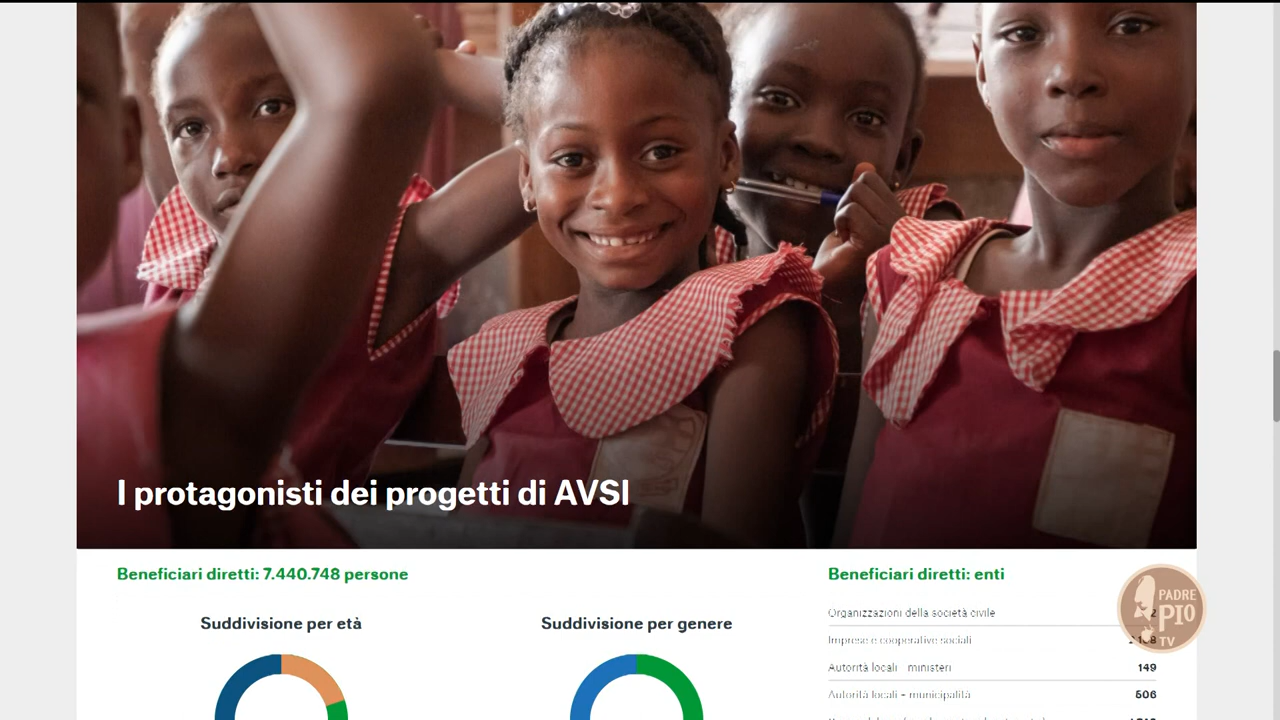 I protagonisti dei progetti di AVSI
Beneficiari diretti: 7.440.748 persone
Beneficiari diretti: enti
Suddivisione per età
Suddivisione per genere
Organizzazioni della società civile
Imprese e cooperative sociali
Autorità locali - ministeri 149
Autorità locali - municipalità 506
PADRE
PIO
TV